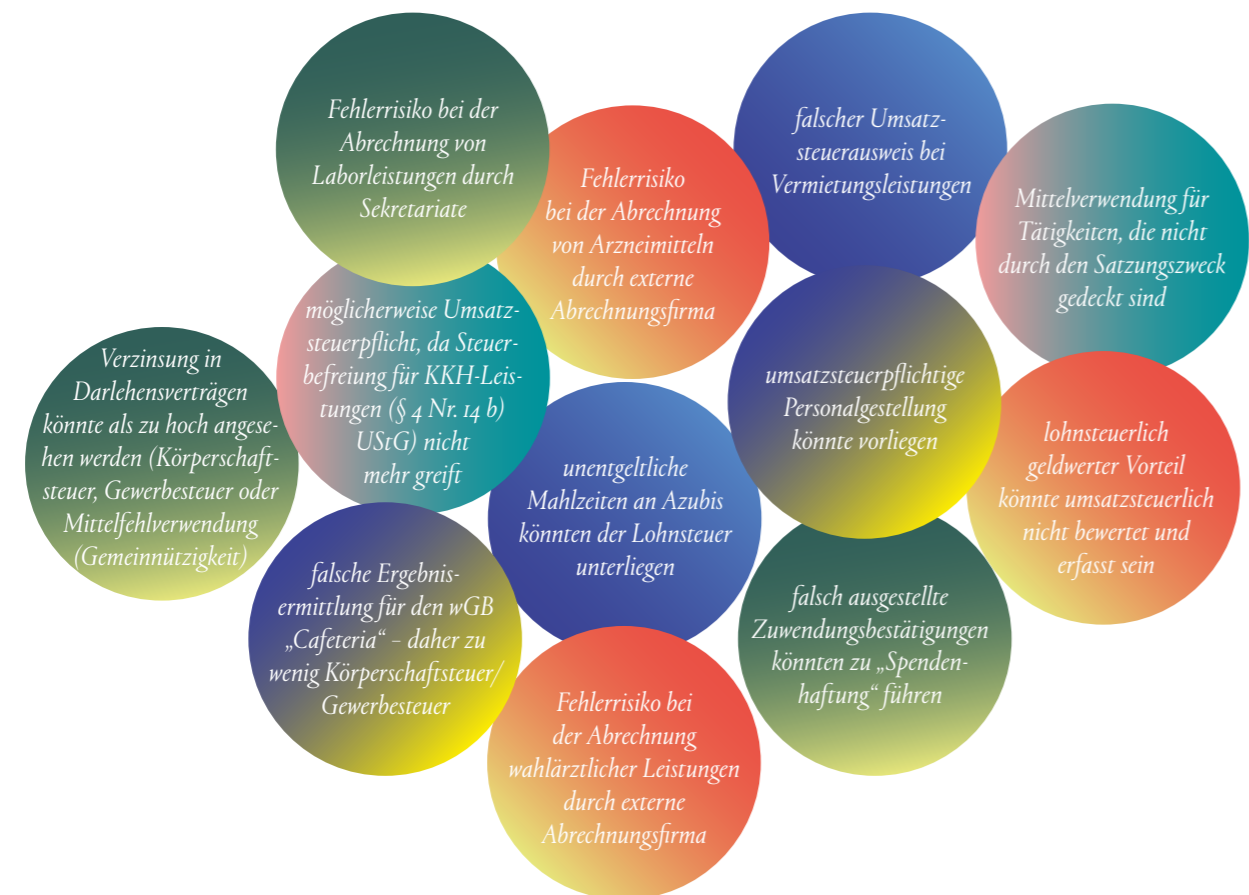 Fehlerrisiko bei der
Abrechnung von
Laborleistungen durch
Sekretariate
Fehlerrisiko
bei der Abrechnung
von Arzneimitteln
durch externe
Abrechnungsfirma
falscher Umsatz-
steuerausweis bei
Vermietungsleistungen
Mittelverwendung für
Tätigkeiten, die nicht
durch den Satzungszweck
gedeckt sind
Verzinsung in
Darlehensverträgen
könnte als zu hoch angese-
hen werden (Körperschaft-
steuer, Gewerbesteuer oder
Mittelfehlverwendung
(Gemeinnützigkeit)
möglicherweise Umsatz-
steuerpflicht, da Steuer-
befreiung für KKH-Leis-
tungen (§ 4 Nr. 14 b)
UStG) nicht
mehr greift
unentgeltliche
Mahlzeiten an Azubis
könnten der Lohnsteuer
unterliegen
umsatzsteuerpflichtige
Personalgestellung
könnte vorliegen
lohnsteuerlich
geldwerter Vorteil
könnte umsatzsteuerlich
nicht bewertet und
erfasst sein
falsche Ergebnis-
ermittlung für den wGB
„Cafeteria“ – daher zu
wenig Körperschaftsteuer/
Gewerbesteuer
Fehlerrisiko bei
der Abrechnung
wahlärztlicher Leistungen
durch externe
Abrechnungsfirma
falsch ausgestellte
Zuwendungsbestätigungen
könnten zu „Spenden-
haftung“ führen